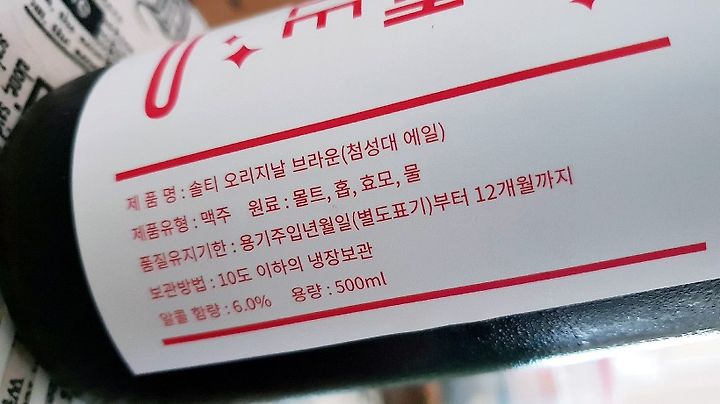 제 품 명 : 솔티 오리지날 브라운(첨성대 에일)
제품유형 : 맥주 원료 : 몰트, 홉, 효모, 물
품질유지기한 : 용기주입년월일(별도표기)부터 12개월까지
보관방법 : 10도 이하의 냉장보관
알콜 함량 : 6.0% 용량 : 500ml